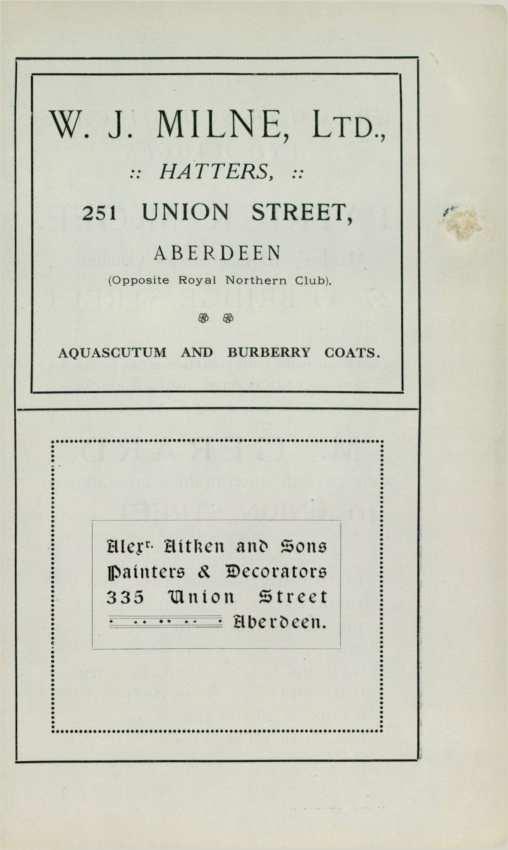 W. J. MILNE, LTD.,
:: HATTERS, ::
251 UNION STREET,
ABERDEEN
(Opposite Royal Northern Club).
AQUASCUTUM AND BURBERRY COATS.
Alexr. Aitken and Sons
Painters & Decorators
335 Union Street
Aberdeen.